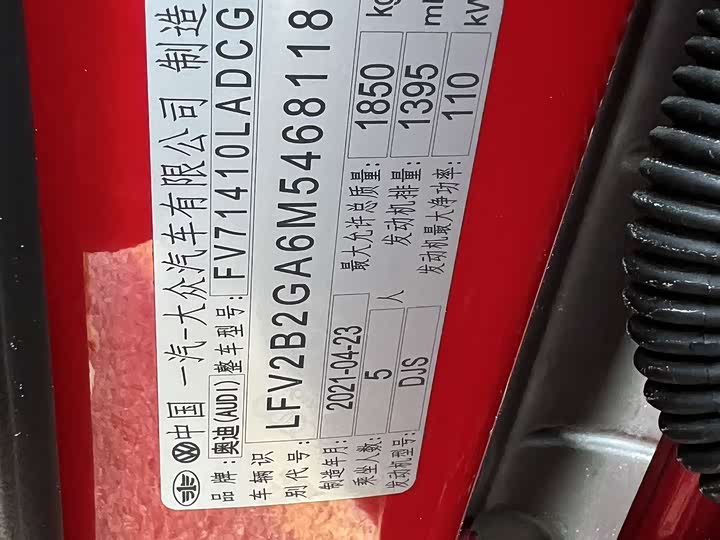 中国 一汽-大众汽车有限公司 制造
品牌: 奥迪(AUDI) 整车型号: FV71410LADCG
车辆识别代号: LFV2B2GA6M5468118
制造年月: 2021-04-23 最大允许总质量: 1850 kg
乘坐人数: 5 人 发动机排量: 1395 ml
发动机型号: DJS 发动机最大净功率: 110 kW